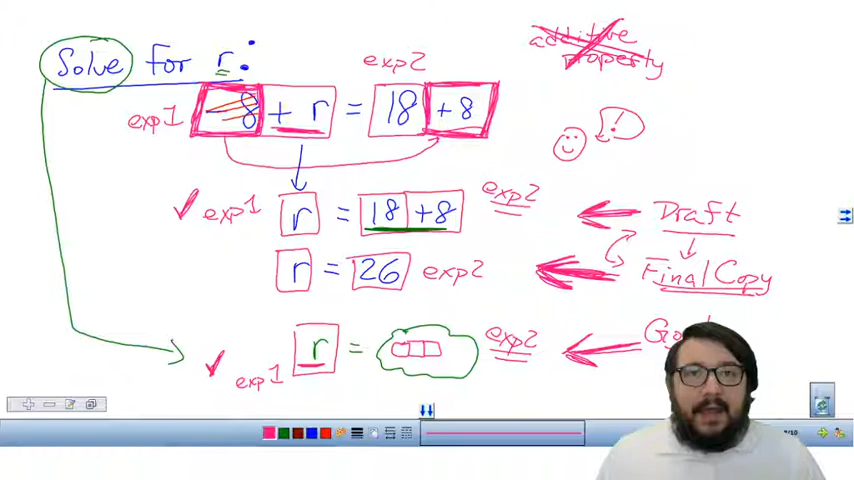 Solve for r:
additive
property
exp2
exp1 -8 + r = 18 +8
exp1 r = 18 +8 exp2 Draft
r = 26 exp2 Final Copy
exp1 r = exp2